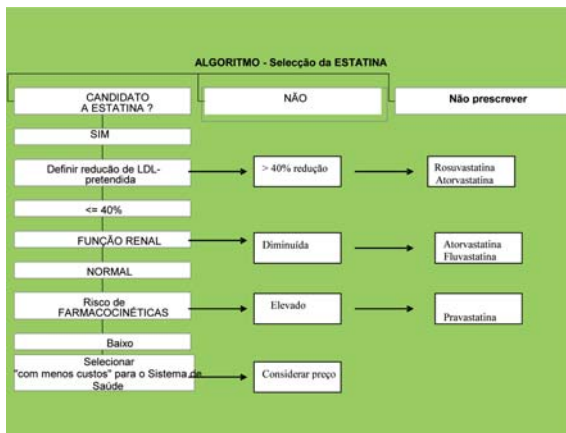 ALGORITMO - Selecção da ESTATINA
CANDIDATO
A ESTATINA ?
NÃO
Não prescrever
SIM
Definir redução de LDL-
pretendida
> 40% redução
Rosuvastatina
Atorvastatina
<= 40%
FUNÇÃO RENAL
Diminuída
Atorvastatina
Fluvastatina
NORMAL
Risco de
FARMACOCINÉTICAS
Elevado
Pravastatina
Baixo
Selecionar
"com menos custos" para o Sistema de
Saúde
Considerar preço